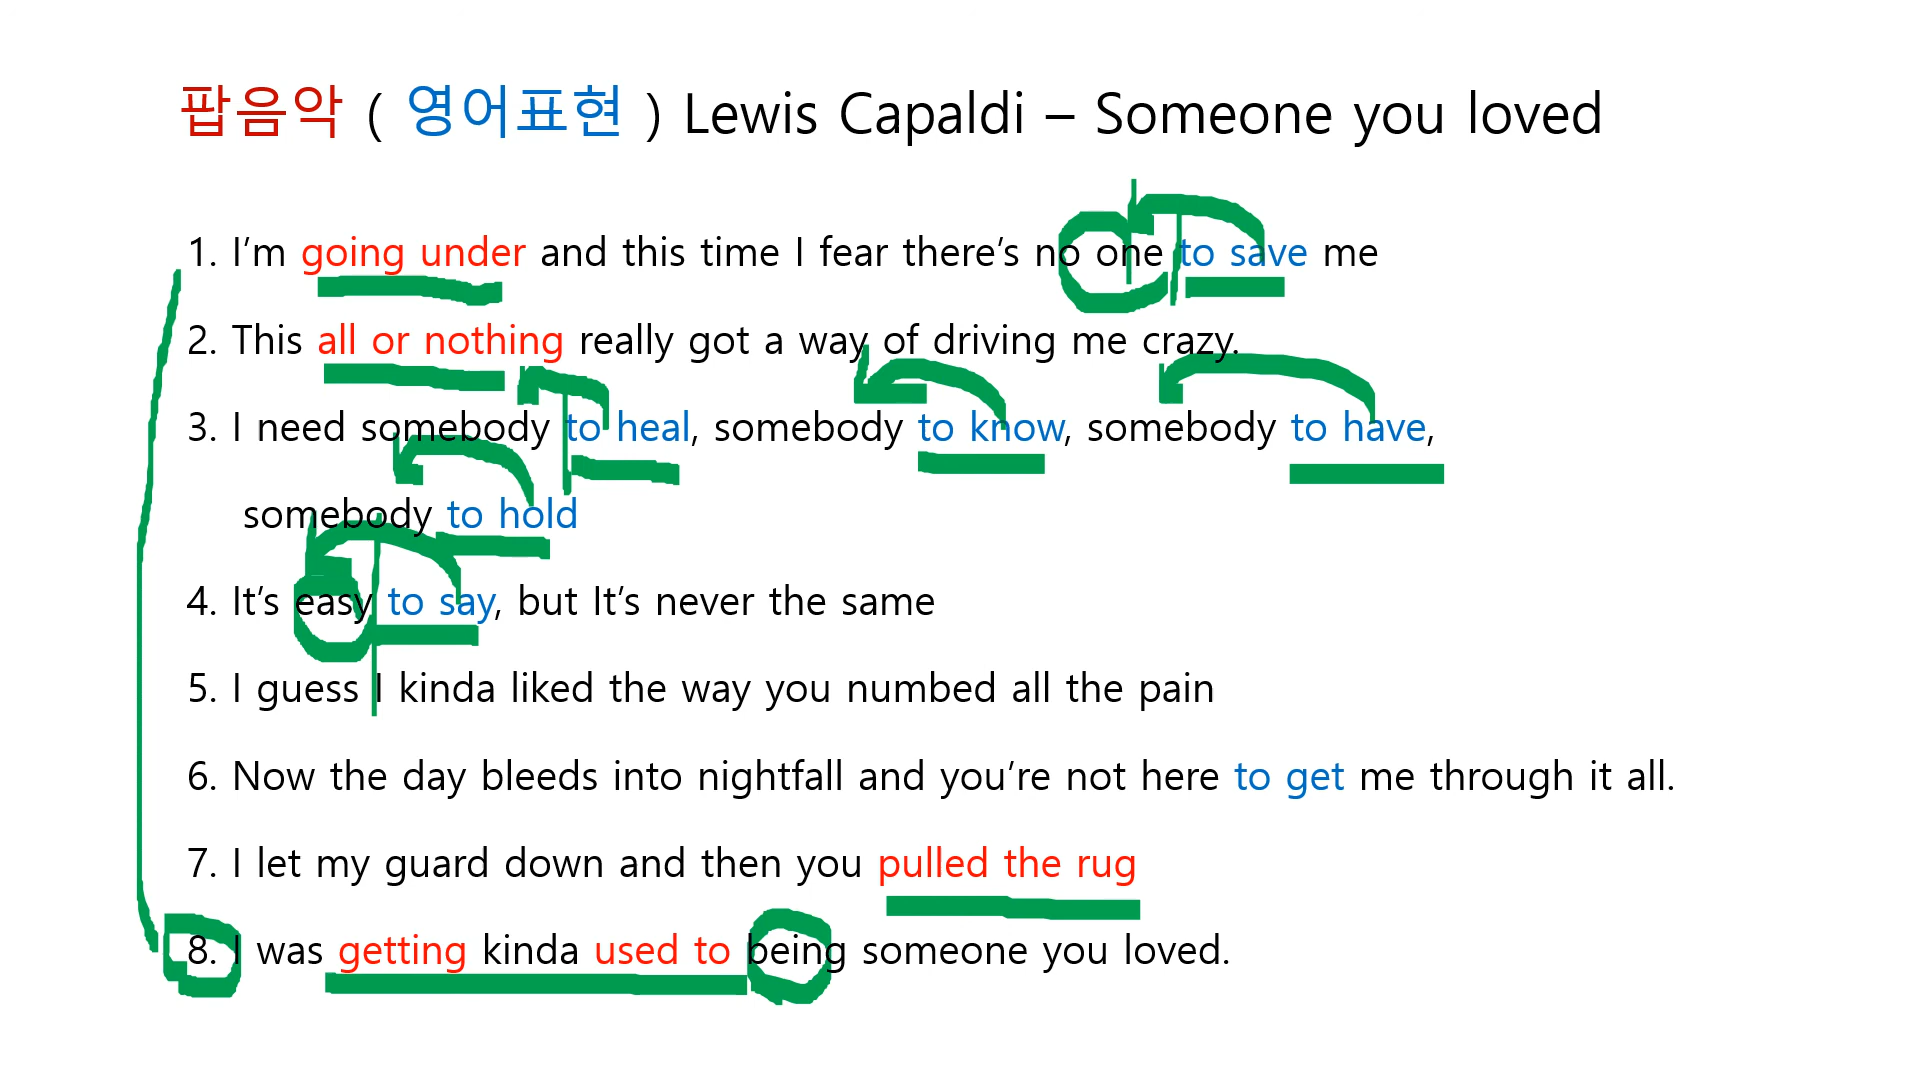 팝음악 ( 영어표현 ) Lewis Capaldi – Someone you loved
1. I’m going under and this time I fear there’s no one to save me
2. This all or nothing really got a way of driving me crazy.
3. I need somebody to heal, somebody to know, somebody to have,
somebody to hold
4. It’s easy to say, but It’s never the same
5. I guess I kinda liked the way you numbed all the pain
6. Now the day bleeds into nightfall and you’re not here to get me through it all.
7. I let my guard down and then you pulled the rug
8. I was getting kinda used to being someone you loved.